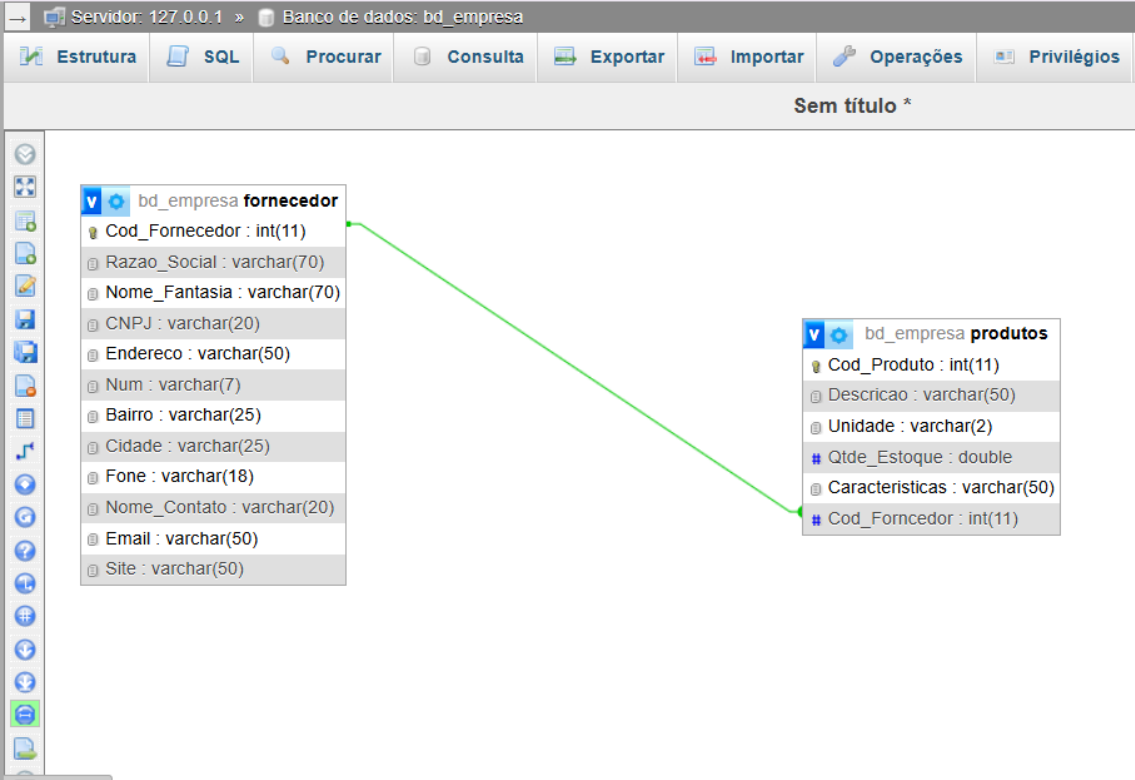 Servidor: 127.0.0.1 » Banco de dados: bd_empresa
Estrutura SQL Procurar Consulta Exportar Importar Operações Privilégios
Sem título *
v bd_empresa fornecedor
Cod_Fornecedor : int(11)
Razao_Social : varchar(70)
Nome_Fantasia : varchar(70)
CNPJ : varchar(20)
Endereco : varchar(50)
Num : varchar(7)
Bairro : varchar(25)
Cidade : varchar(25)
Fone : varchar(18)
Nome_Contato : varchar(20)
Email : varchar(50)
Site : varchar(50)
v bd_empresa produtos
Cod_Produto : int(11)
Descricao : varchar(50)
Unidade : varchar(2)
# Qtde_Estoque : double
Caracteristicas : varchar(50)
# Cod_Forncedor : int(11)